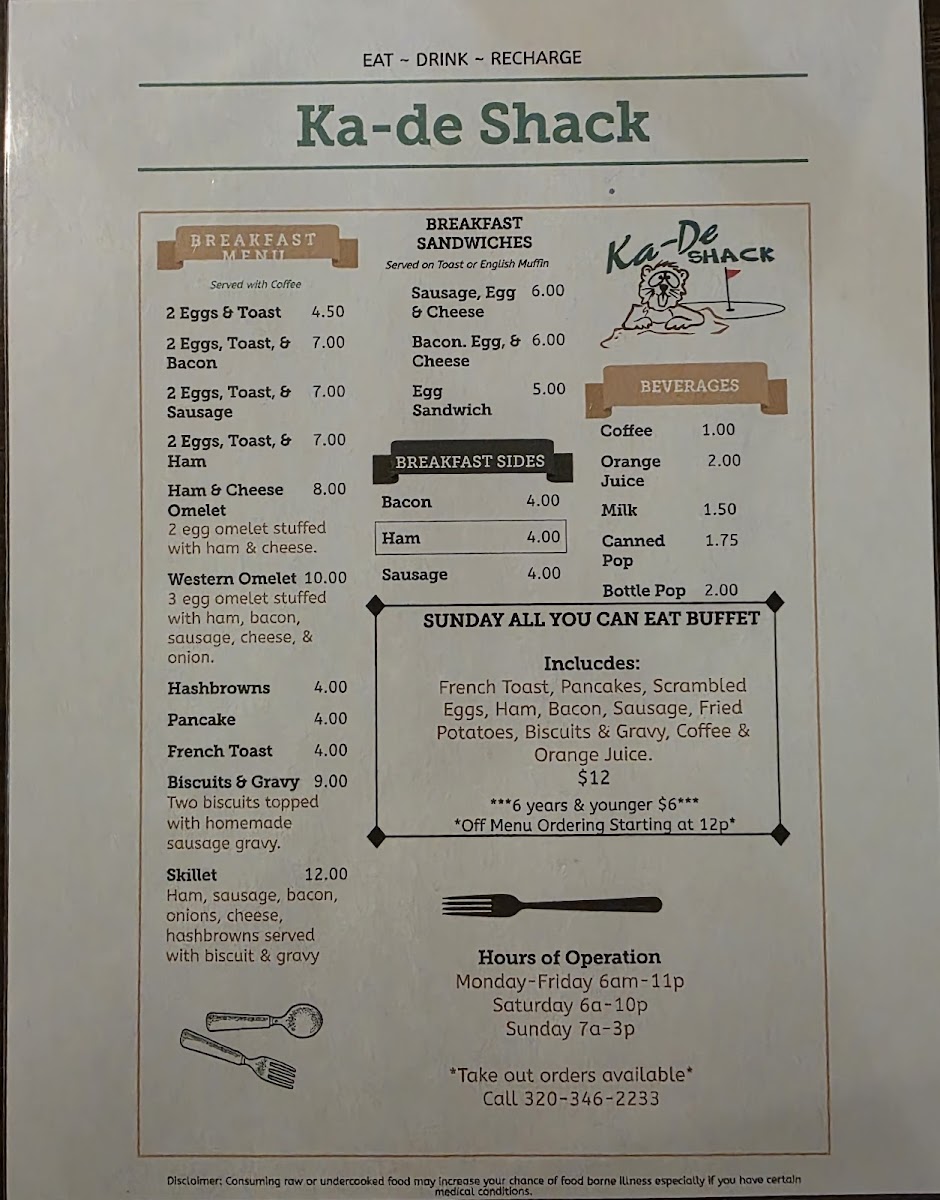 EAT ~ DRINK ~ RECHARGE
Ka-de Shack
BREAKFAST
MENU
Served with Coffee
2 Eggs & Toast 4.50
2 Eggs, Toast, & 7.00
Bacon
2 Eggs, Toast, & 7.00
Sausage
2 Eggs, Toast, & 7.00
Ham
Ham & Cheese 8.00
Omelet
2 egg omelet stuffed
with ham & cheese.
Western Omelet 10.00
3 egg omelet stuffed
with ham, bacon,
sausage, cheese, &
onion.
Hashbrowns 4.00
Pancake 4.00
French Toast 4.00
Biscuits & Gravy 9.00
Two biscuits topped
with homemade
sausage gravy.
Skillet 12.00
Ham, sausage, bacon,
onions, cheese,
hashbrowns served
with biscuit & gravy
BREAKFAST
SANDWICHES
Served on Toast or English Muffin
Sausage, Egg 6.00
& Cheese
Bacon. Egg, & 6.00
Cheese
Egg 5.00
Sandwich
BREAKFAST SIDES
Bacon 4.00
Ham 4.00
Sausage 4.00
Ka-De
SHACK
BEVERAGES
Coffee 1.00
Orange 2.00
Juice
Milk 1.50
Canned 1.75
Pop
Bottle Pop 2.00
SUNDAY ALL YOU CAN EAT BUFFET
Inclucdes:
French Toast, Pancakes, Scrambled
Eggs, Ham, Bacon, Sausage, Fried
Potatoes, Biscuits & Gravy, Coffee &
Orange Juice.
$12
***6 years & younger $6***
*Off Menu Ordering Starting at 12p*
Hours of Operation
Monday-Friday 6am-11p
Saturday 6a-10p
Sunday 7a-3p
*Take out orders available*
Call 320-346-2233
Discloimer: Consuming raw or undercooked food may increase your chance of food borne illness especially if you have certain
medical conditions.